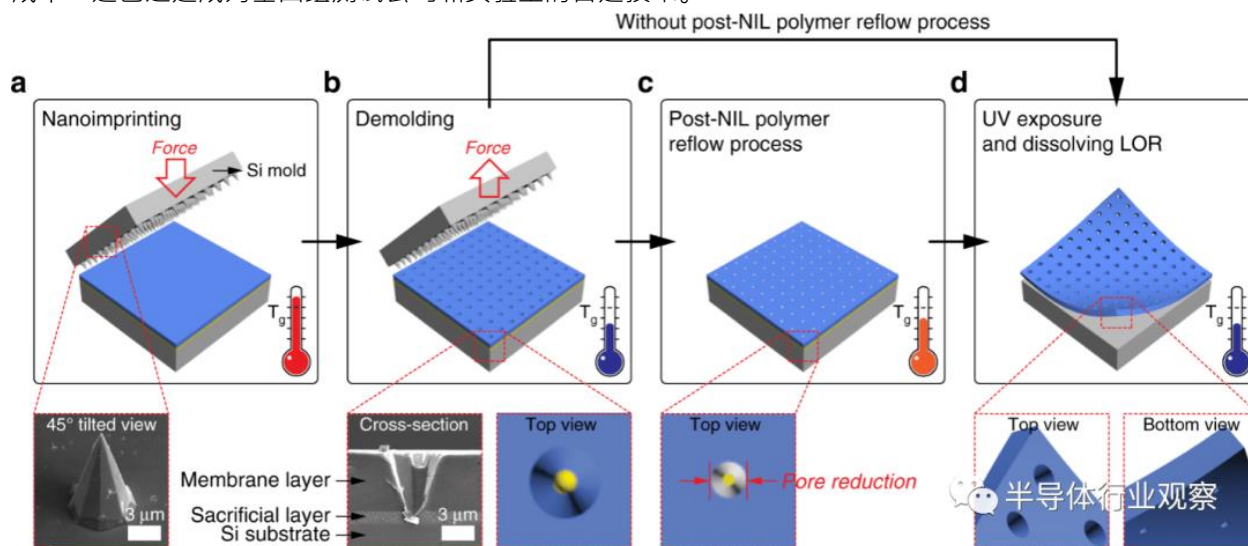 Without post-NIL polymer reflow process
a
b
c
d
Nanoimprinting
Force
Si mold
Tg
Demolding
Force
Tg
Post-NIL polymer
reflow process
Tg
UV exposure
and dissolving LOR
Tg
45° tilted view
3 μm
Cross-section
Membrane layer
Sacrificial layer
Si substrate
3 μm
Top view
Top view
Pore reduction
Top view
Bottom view
半导体行业观察